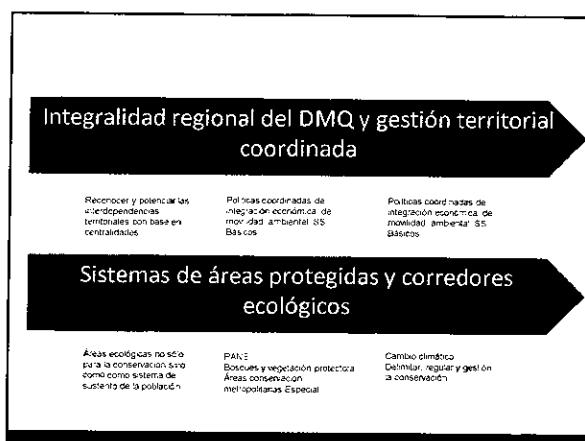 Integralidad regional del DMQ y gestión territorial
coordinada
Reconocer y potenciar las
interdependencias
territoriales con base en
centralidades
Políticas coordinadas de
integración económica, de
movilidad ambiental SS
Básicos
Políticas coordinadas de
integración económica, de
movilidad ambiental SS
Básicos
Sistemas de áreas protegidas y corredores
ecológicos
Áreas ecológicas no sólo
para la conservación sino
como como sistema de
sustento de la población
PANE
Bosques y vegetación protectora
Áreas conservación
metropolitanas Especial
Cambio climático
Delimitar, regular y gestión
la conservación